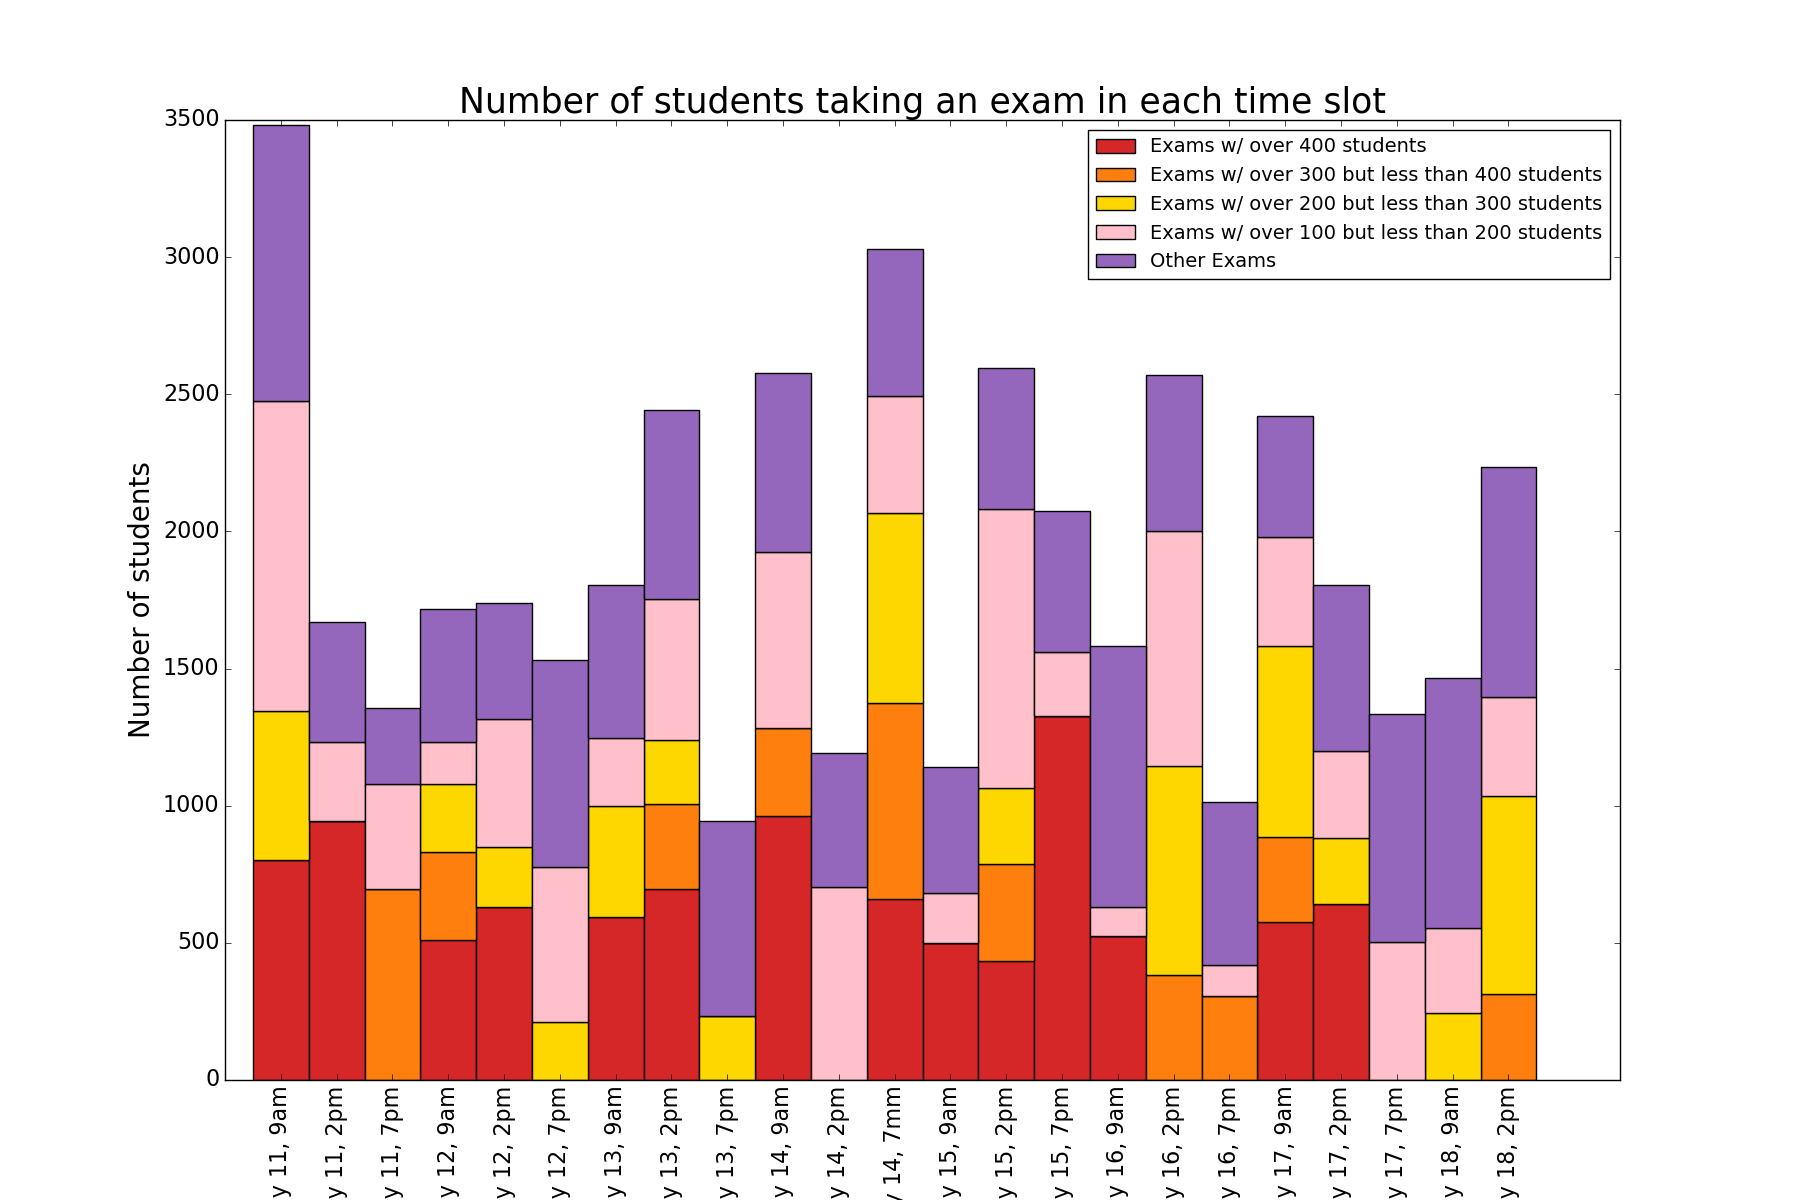 Number of students taking an exam in each time slot
Exams w/ over 400 students
Exams w/ over 300 but less than 400 students
Exams w/ over 200 but less than 300 students
Exams w/ over 100 but less than 200 students
Other Exams
Number of students
3500
3000
2500
2000
1500
1000
500
0
y 11, 9am
y 11, 2pm
y 11, 7pm
y 12, 9am
y 12, 2pm
y 12, 7pm
y 13, 9am
y 13, 2pm
y 13, 7pm
y 14, 9am
y 14, 2pm
y 14, 7mm
y 15, 9am
y 15, 2pm
y 15, 7pm
y 16, 9am
y 16, 2pm
y 16, 7pm
y 17, 9am
y 17, 2pm
y 17, 7pm
y 18, 9am
y 18, 2pm